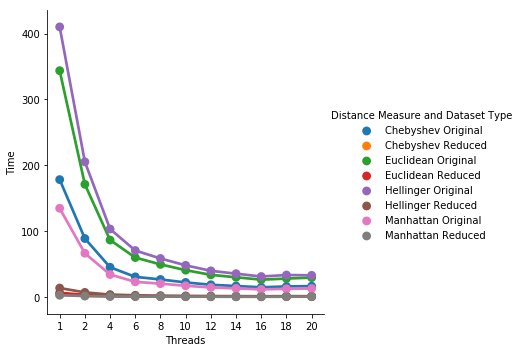 400
300
200
100
0
Time
1 2 4 6 8 10 12 14 16 18 20
Threads
Distance Measure and Dataset Type
Chebyshev Original
Chebyshev Reduced
Euclidean Original
Euclidean Reduced
Hellinger Original
Hellinger Reduced
Manhattan Original
Manhattan Reduced